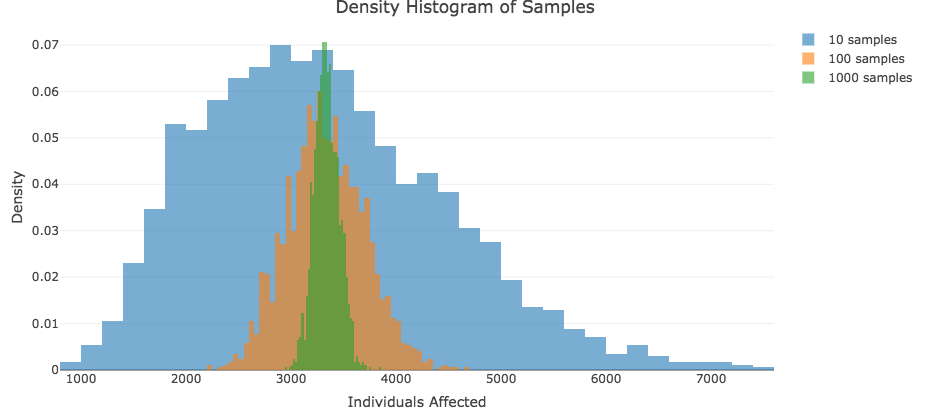 Density Histogram of Samples
10 samples
100 samples
1000 samples
Density
0.07
0.06
0.05
0.04
0.03
0.02
0.01
0
1000 2000 3000 4000 5000 6000 7000
Individuals Affected